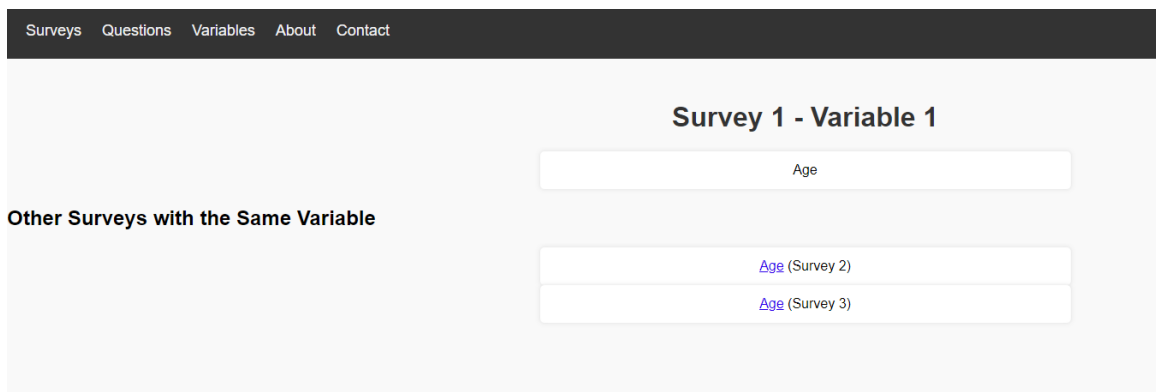 Surveys Questions Variables About Contact
Survey 1 - Variable 1
Age
Other Surveys with the Same Variable
Age (Survey 2)
Age (Survey 3)